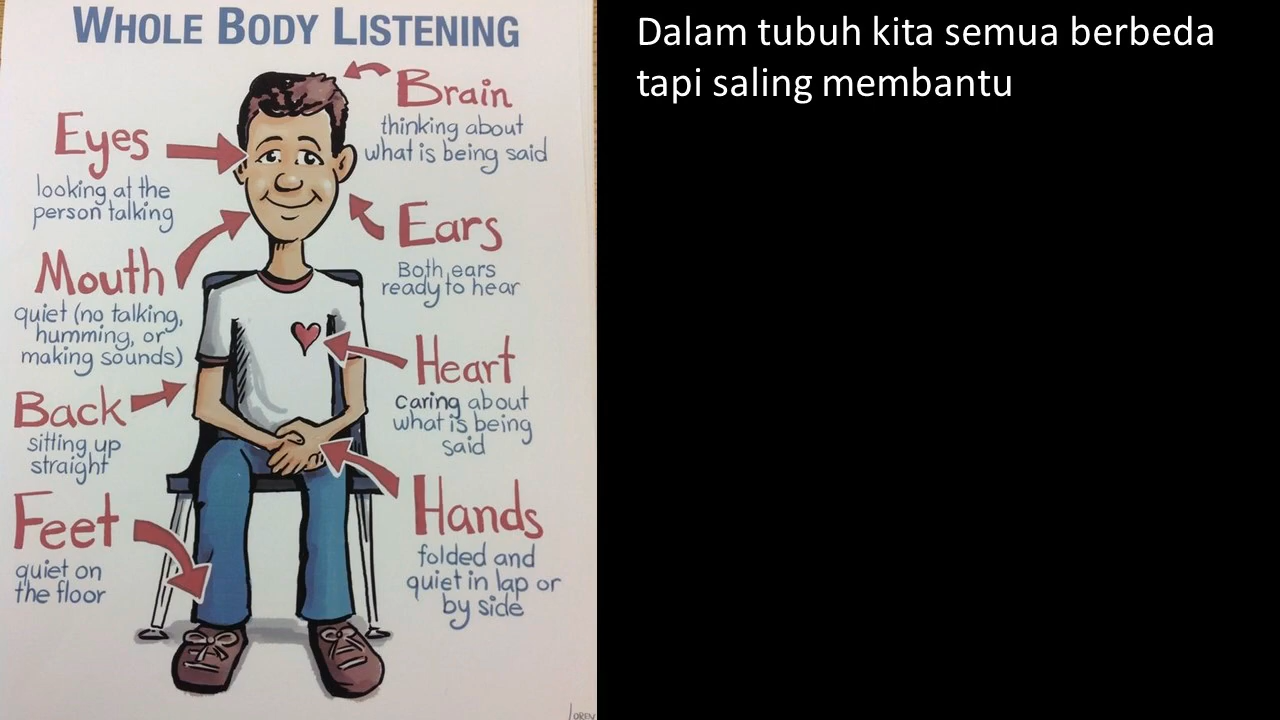 WHOLE BODY LISTENING
Brain
thinking about
what is being said
Eyes
looking at the
person talking
Ears
Both ears
ready to hear
Mouth
quiet (no talking,
humming, or
making sounds)
Heart
caring about
what is being
said
Back
sitting up
straight
Hands
folded and
quiet in lap or
by side
Feet
quiet on
the floor
Dalam tubuh kita semua berbeda
tapi saling membantu